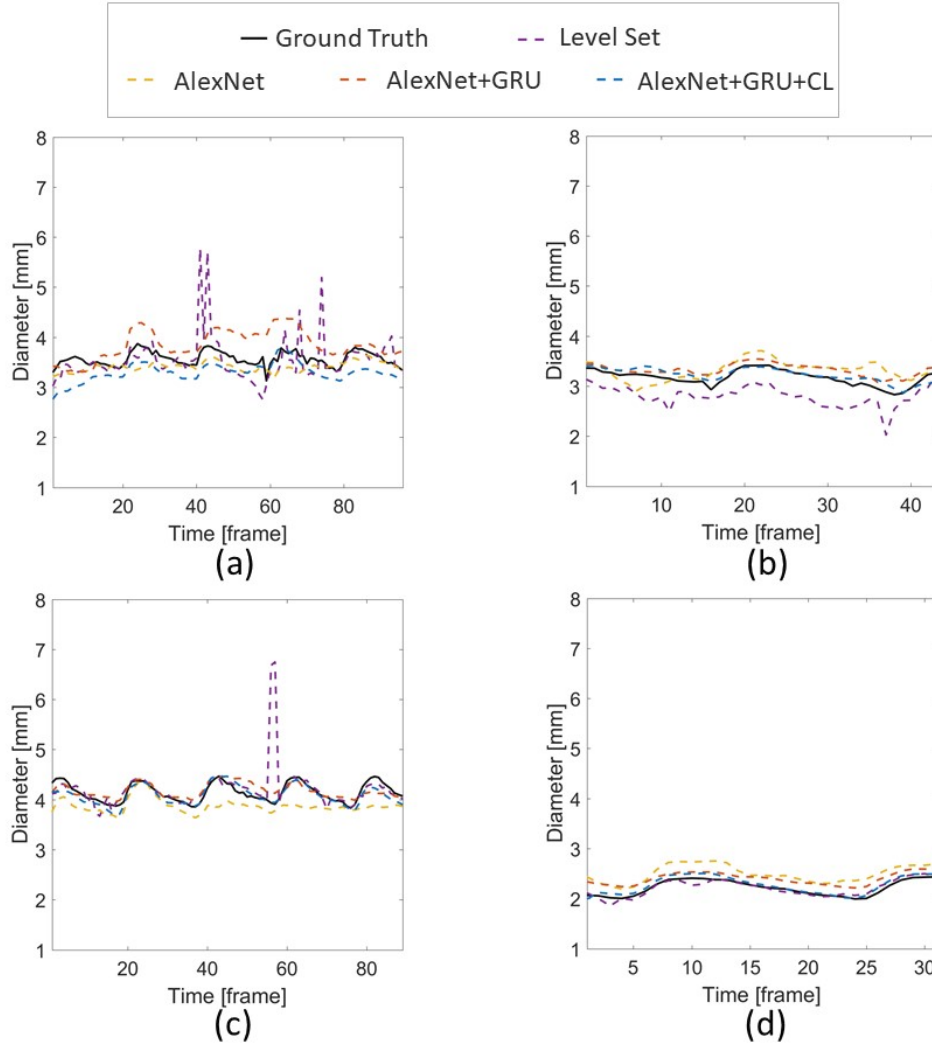 Ground Truth Level Set
AlexNet AlexNet+GRU AlexNet+GRU+CL
8
7
6
5
4
3
2
1
Diameter [mm]
20 40 60 80
Time [frame]
(a)
8
7
6
5
4
3
2
1
Diameter [mm]
10 20 30 40
Time [frame]
(b)
8
7
6
5
4
3
2
1
Diameter [mm]
20 40 60 80
Time [frame]
(c)
8
7
6
5
4
3
2
1
Diameter [mm]
5 10 15 20 25 30
Time [frame]
(d)